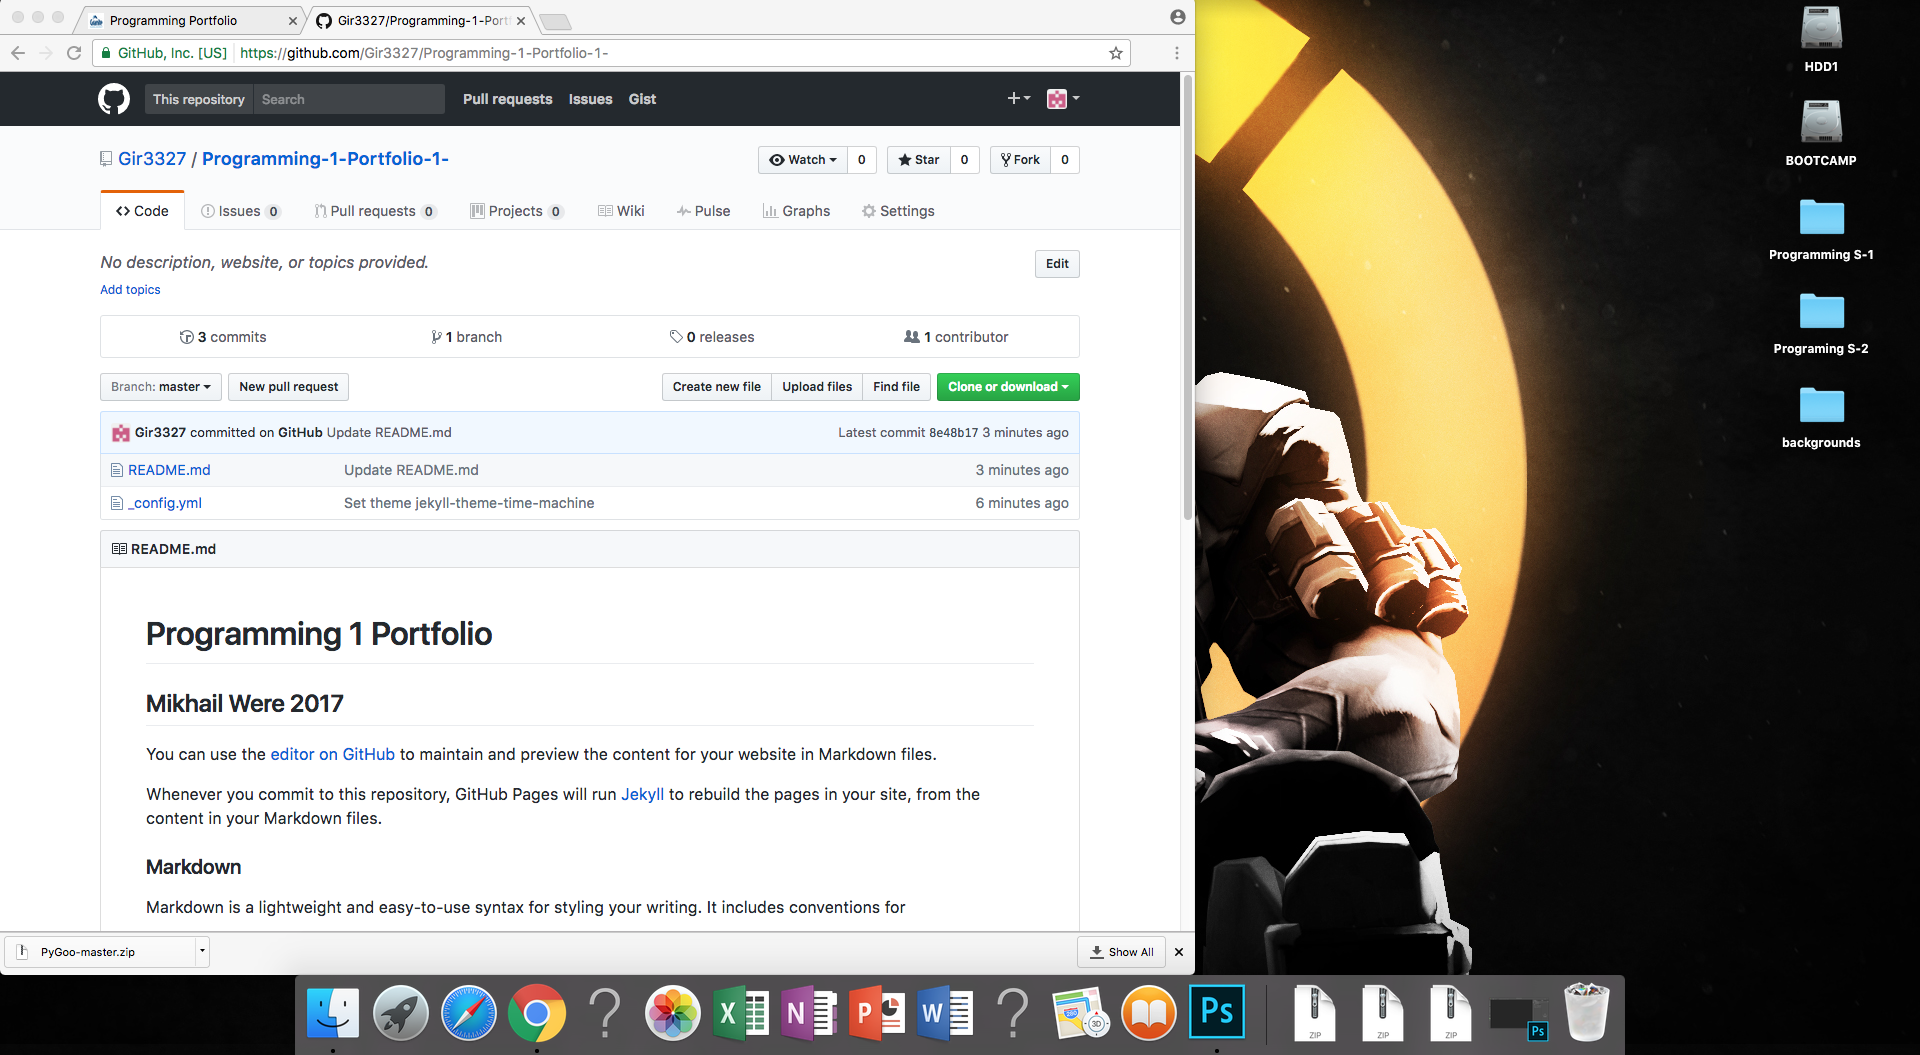 Programming Portfolio
Gir3327/Programming-1-Port
GitHub, Inc. [US] https://github.com/Gir3327/Programming-1-Portfolio-1-
This repository Search Pull requests Issues Gist
Gir3327 / Programming-1-Portfolio-1-
Watch 0 Star 0 Fork 0
Code Issues 0 Pull requests 0 Projects 0 Wiki Pulse Graphs Settings
No description, website, or topics provided. Edit
Add topics
3 commits 1 branch 0 releases 1 contributor
Branch: master New pull request Create new file Upload files Find file Clone or download
Gir3327 committed on GitHub Update README.md Latest commit 8e48b17 3 minutes ago
README.md Update README.md 3 minutes ago
_config.yml Set theme jekyll-theme-time-machine 6 minutes ago
README.md
Programming 1 Portfolio
Mikhail Were 2017
You can use the editor on GitHub to maintain and preview the content for your website in Markdown files.
Whenever you commit to this repository, GitHub Pages will run Jekyll to rebuild the pages in your site, from the
content in your Markdown files.
Markdown
Markdown is a lightweight and easy-to-use syntax for styling your writing. It includes conventions for
PyGoo-master.zip Show All
HDD1
BOOTCAMP
Programming S-1
Programing S-2
backgrounds
X N P W 280 3D Ps ZIP ZIP ZIP Ps